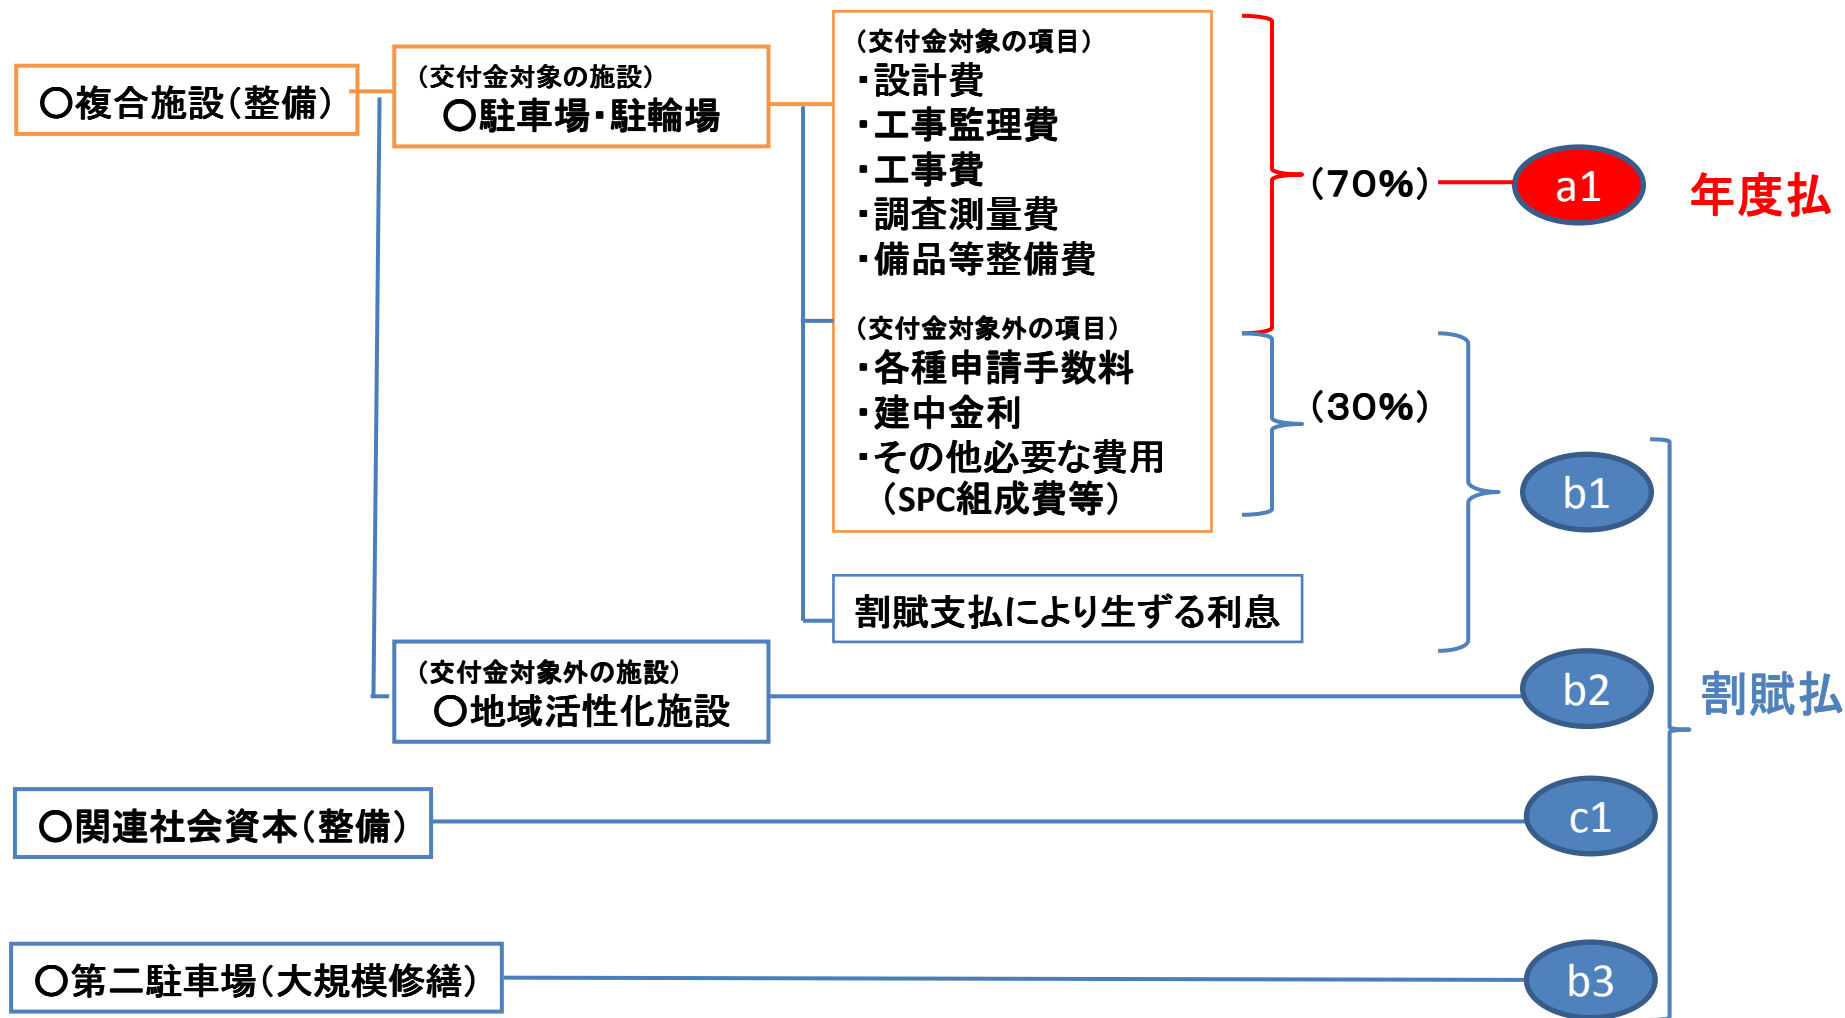 ○複合施設(整備)
(交付金対象の施設)
○駐車場・駐輪場
(交付金対象の項目)
・設計費
・工事監理費
・工事費
・調査測量費
・備品等整備費
(70%)
a1
年度払
(交付金対象外の項目)
・各種申請手数料
・建中金利
・その他必要な費用
(SPC組成費等)
(30%)
b1
割賦支払により生ずる利息
(交付金対象外の施設)
○地域活性化施設
b2
割賦払
○関連社会資本(整備)
c1
○第二駐車場(大規模修繕)
b3